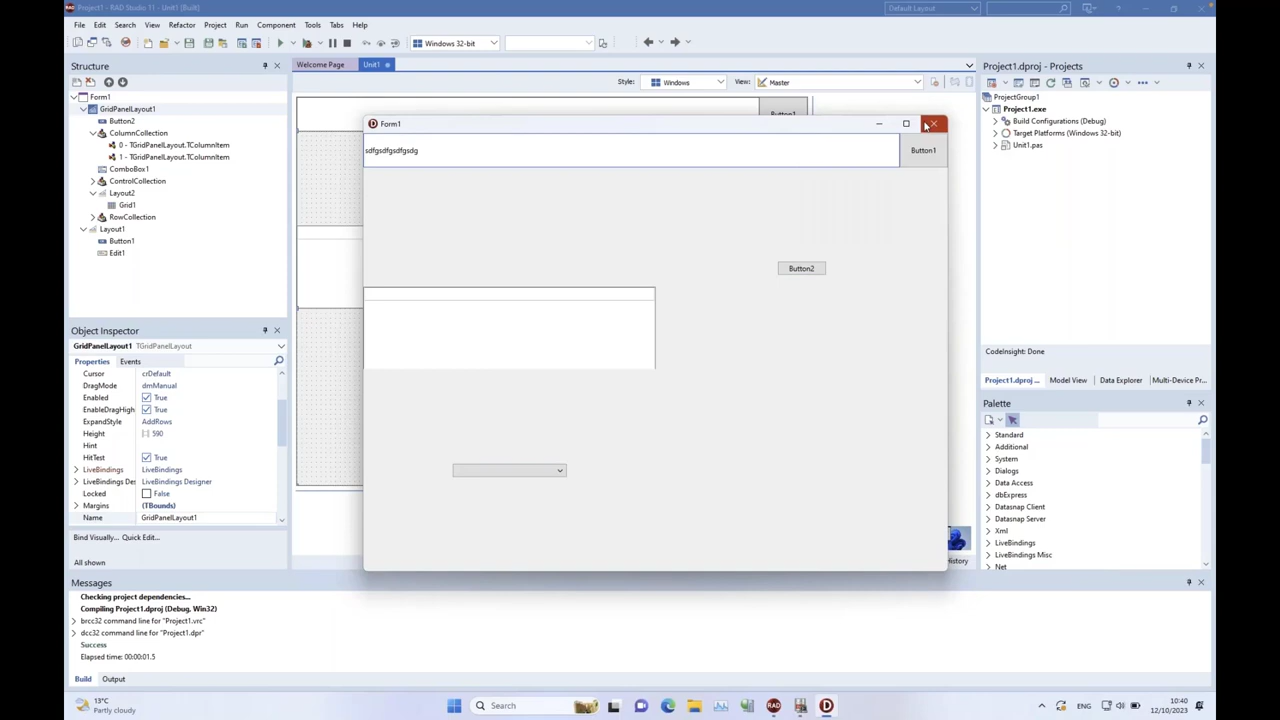 Project1 - RAD Studio 11 - Unit1 [Built]
Default Layout
File Edit Search View Refactor Project Run Component Tools Tabs Help
Windows 32-bit
Structure
Welcome Page Unit1
Project1.dproj - Projects
Style: Windows View: Master
Form1
GridPanelLayout1
Button2
ColumnCollection
0 - TGridPanelLayout.TColumnItem
1 - TGridPanelLayout.TColumnItem
ComboBox1
ControlCollection
Layout2
Grid1
RowCollection
Layout1
Button1
Edit1
Button1
Form1
sdfgsdfgsdfgsdg
Button1
Button2
ProjectGroup1
Project1.exe
Build Configurations (Debug)
Target Platforms (Windows 32-bit)
Unit1.pas
CodeInsight: Done
Project1.dproj ... Model View Data Explorer Multi-Device Pr...
Object Inspector
GridPanelLayout1 TGridPanelLayout
Properties Events
Cursor crDefault
DragMode dmManual
Enabled True
EnableDragHigh True
ExpandStyle AddRows
Height 590
Hint
HitTest True
LiveBindings LiveBindings
LiveBindings Des LiveBindings Designer
Locked False
Margins (TBounds)
Name GridPanelLayout1
Bind Visually... Quick Edit...
All shown
History
Palette
Standard
Additional
System
Dialogs
Data Access
dbExpress
Datasnap Client
Datasnap Server
Xml
LiveBindings
LiveBindings Misc
Net
Messages
Checking project dependencies...
Compiling Project1.dproj (Debug, Win32)
brcc32 command line for "Project1.vrc"
dcc32 command line for "Project1.dpr"
Success
Elapsed time: 00:00:01.5
Build Output
13°C
Partly cloudy
Search
RAD
ENG
10:40
12/10/2023